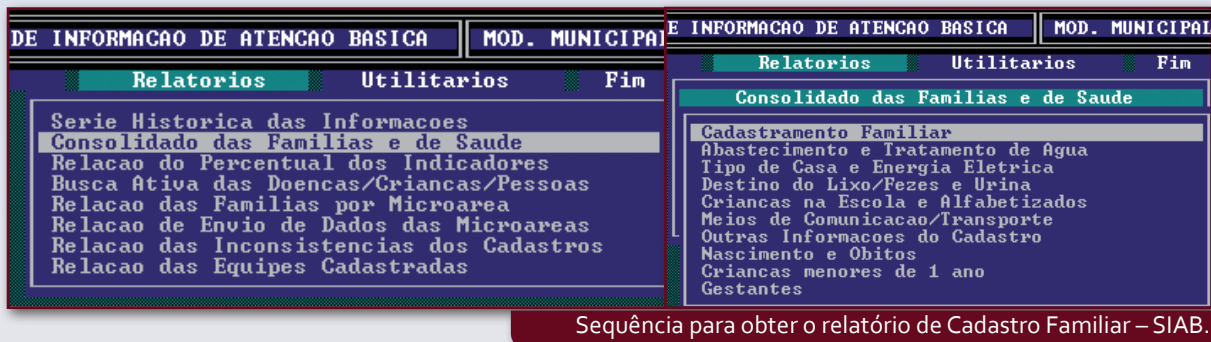 DE INFORMACAO DE ATENCAO BASICA MOD. MUNICIPAL
Relatorios Utilitarios Fim
Serie Historica das Informacoes
Consolidado das Familias e de Saude
Relacao do Percentual dos Indicadores
Busca Ativa das Doencas/Criancas/Pessoas
Relacao das Familias por Microarea
Relacao de Envio de Dados das Microareas
Relacao das Inconsistencias dos Cadastros
Relacao das Equipes Cadastradas
E INFORMACAO DE ATENCAO BASICA MOD. MUNICIPAL
Relatorios Utilitarios Fim
Consolidado das Familias e de Saude
Cadastramento Familiar
Abastecimento e Tratamento de Agua
Tipo de Casa e Energia Eletrica
Destino do Lixo/Fezes e Urina
Criancas na Escola e Alfabetizados
Meios de Comunicacao/Transporte
Outras Informacoes do Cadastro
Nascimento e Obitos
Criancas menores de 1 ano
Gestantes
Sequência para obter o relatório de Cadastro Familiar – SIAB.